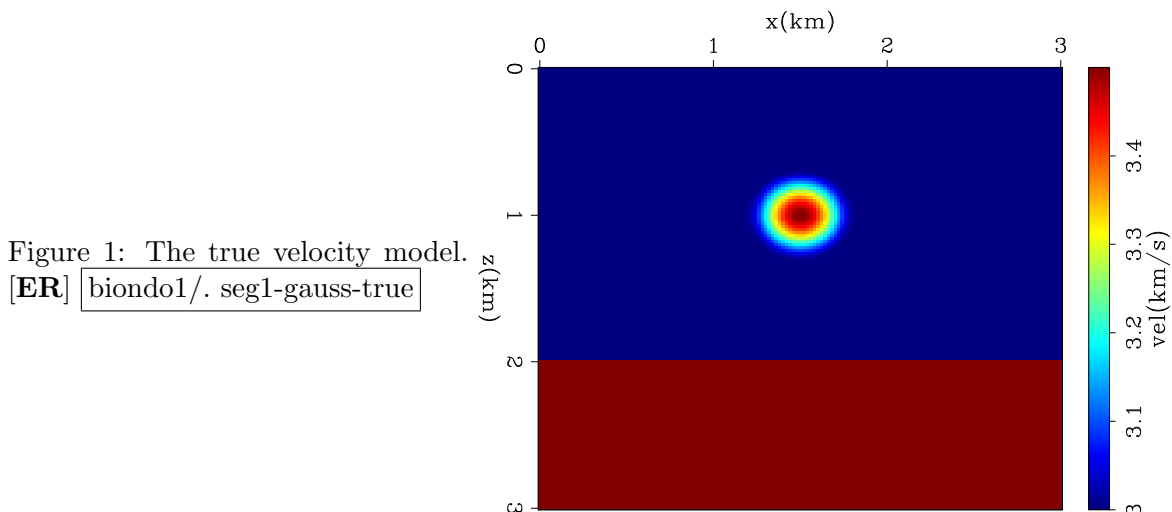 Figure 1: The true velocity model.
[ER] biondo1/. seg1-gauss-true
x(km)
0 1 2 3
0
1
2
3
z(km)
3.4
3.3
3.2
3.1
3
vel(km/s)